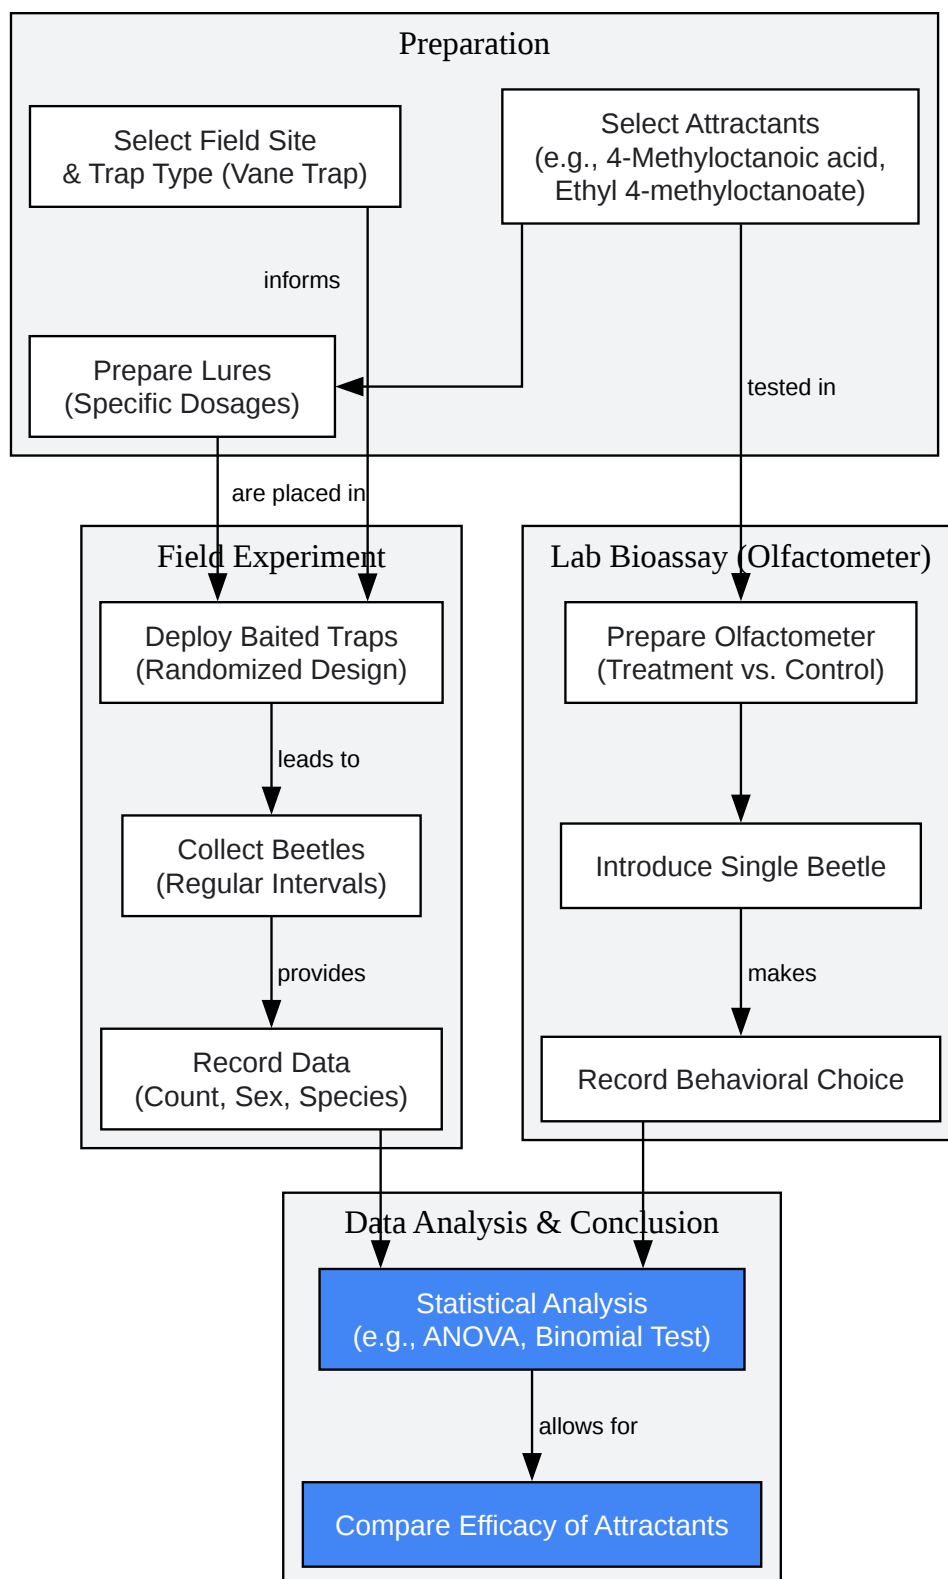 Preparation
Select Field Site
& Trap Type (Vane Trap)
Select Attractants
(e.g., 4-Methyloctanoic acid,
Ethyl 4-methyloctanoate)
informs
Prepare Lures
(Specific Dosages)
tested in
are placed in
Field Experiment
Deploy Baited Traps
(Randomized Design)
leads to
Collect Beetles
(Regular Intervals)
provides
Record Data
(Count, Sex, Species)
Lab Bioassay (Olfactometer)
Prepare Olfactometer
(Treatment vs. Control)
Introduce Single Beetle
makes
Record Behavioral Choice
Data Analysis & Conclusion
Statistical Analysis
(e.g., ANOVA, Binomial Test)
allows for
Compare Efficacy of Attractants